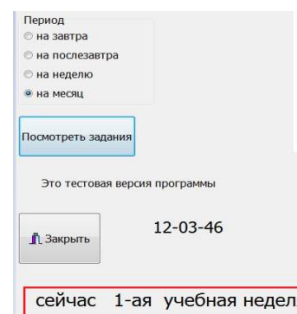 Период
на завтра
на послезавтра
на неделю
на месяц
Посмотреть задания
Это тестовая версия программы
12-03-46
Закрыть
сейчас 1-ая учебная недел